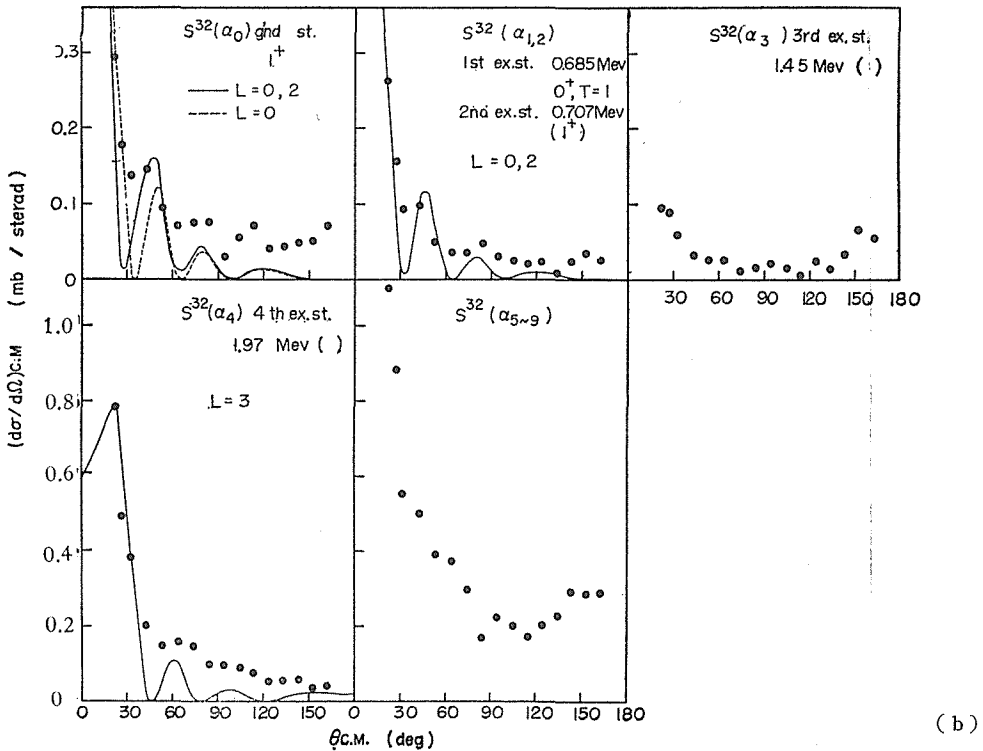 S³²(α₀) gnd st.
1⁺
— L = 0, 2
---- L = 0
S³² (α₁,₂)
1st ex.st. 0.685 Mev
0⁺, T = 1
2nd ex.st. 0.707 Mev
(1⁺)
L = 0, 2
S³²(α₃) 3rd ex.st.
1.45 Mev (:)
0.3
0.2
0.1
0
30 60 90 120 150 180
S³²(α₄) 4 th ex.st.
1.97 Mev ( )
L = 3
S³² (α₅~₉)
1.0
0.8
0.6
0.4
0.2
0
(dσ/dΩ)C.M (mb / sterad)
0 30 60 90 120 150 0 30 60 90 120 150 180
θC.M. (deg)
(b)